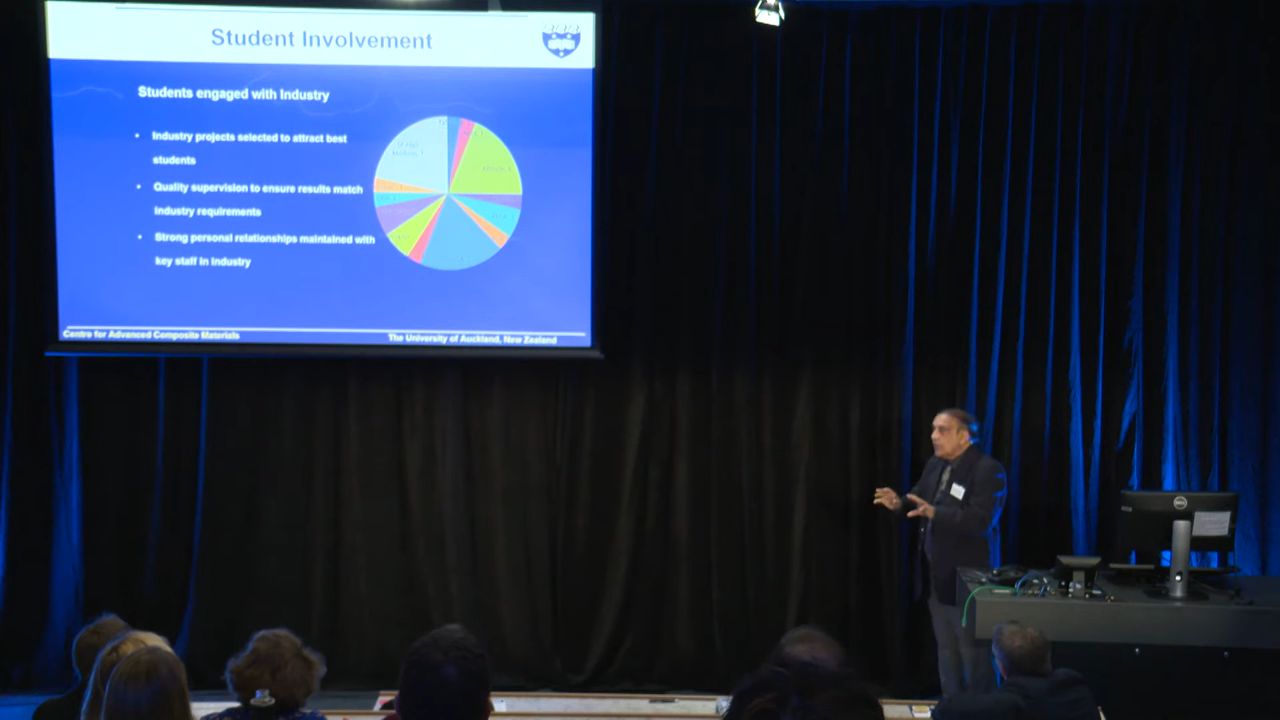 Student Involvement
Students engaged with Industry
• Industry projects selected to attract best
students
• Quality supervision to ensure results match
industry requirements
• Strong personal relationships maintained with
key staff in industry
Centre for Advanced Composite Materials
The University of Auckland, New Zealand
DELL